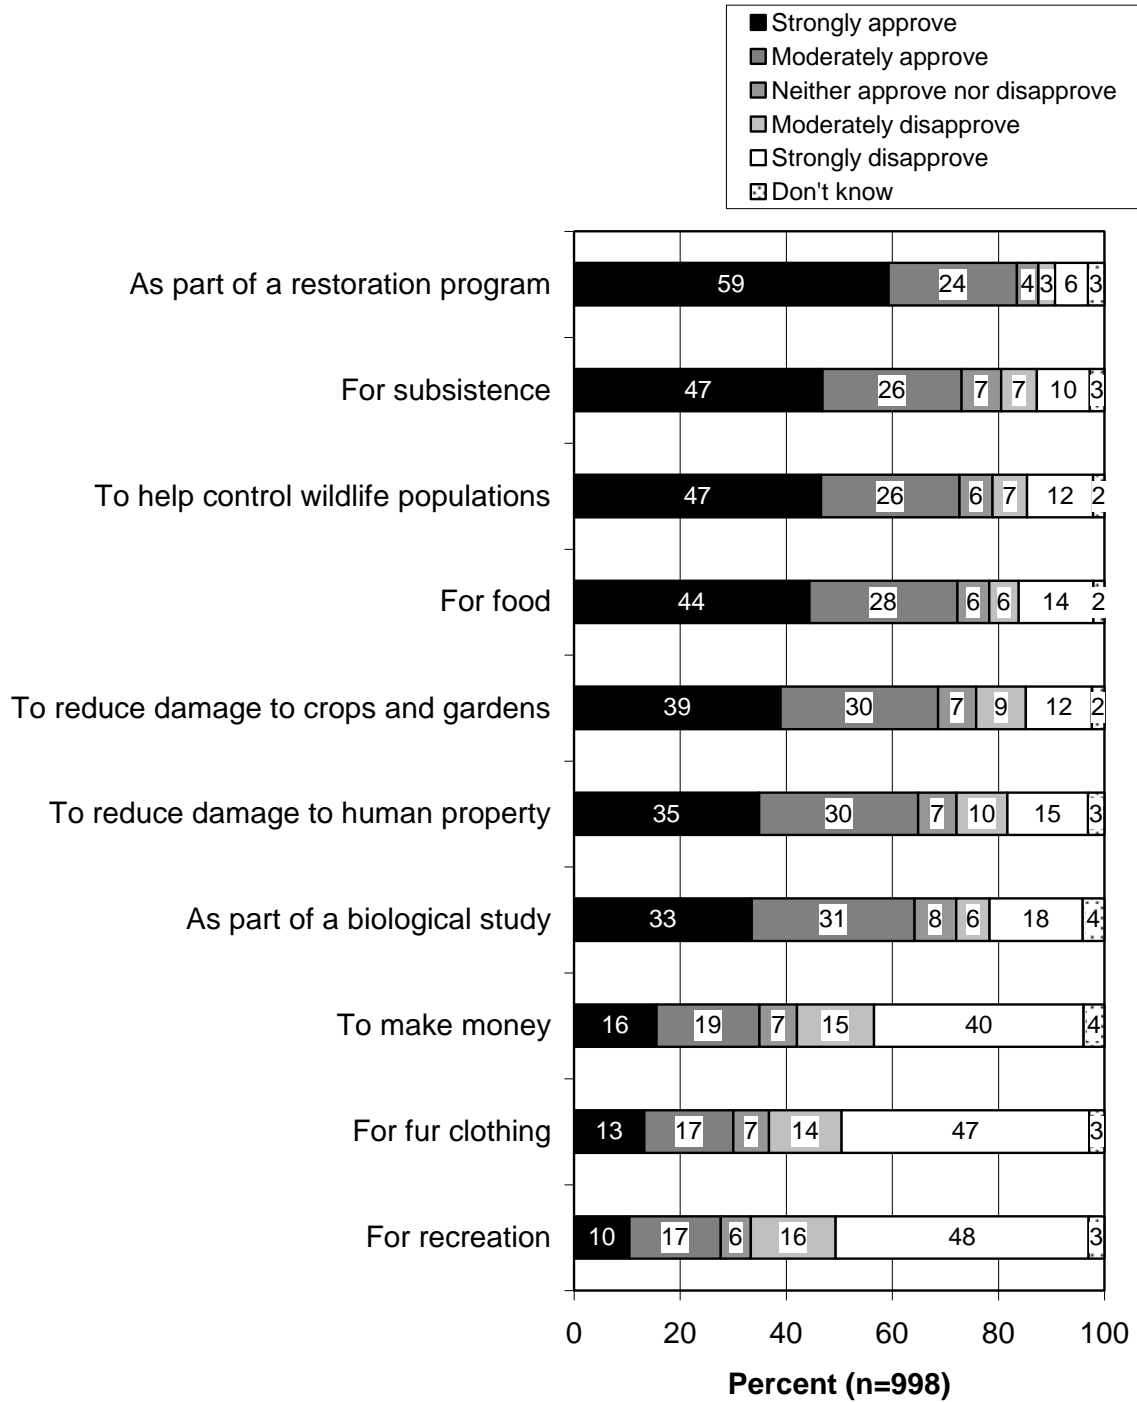 Strongly approve
Moderately approve
Neither approve nor disapprove
Moderately disapprove
Strongly disapprove
Don't know
As part of a restoration program 59 24 4 3 6 3
For subsistence 47 26 7 7 10 3
To help control wildlife populations 47 26 6 7 12 2
For food 44 28 6 6 14 2
To reduce damage to crops and gardens 39 30 7 9 12 2
To reduce damage to human property 35 30 7 10 15 3
As part of a biological study 33 31 8 6 18 4
To make money 16 19 7 15 40 4
For fur clothing 13 17 7 14 47 3
For recreation 10 17 6 16 48 3
0 20 40 60 80 100
Percent (n=998)